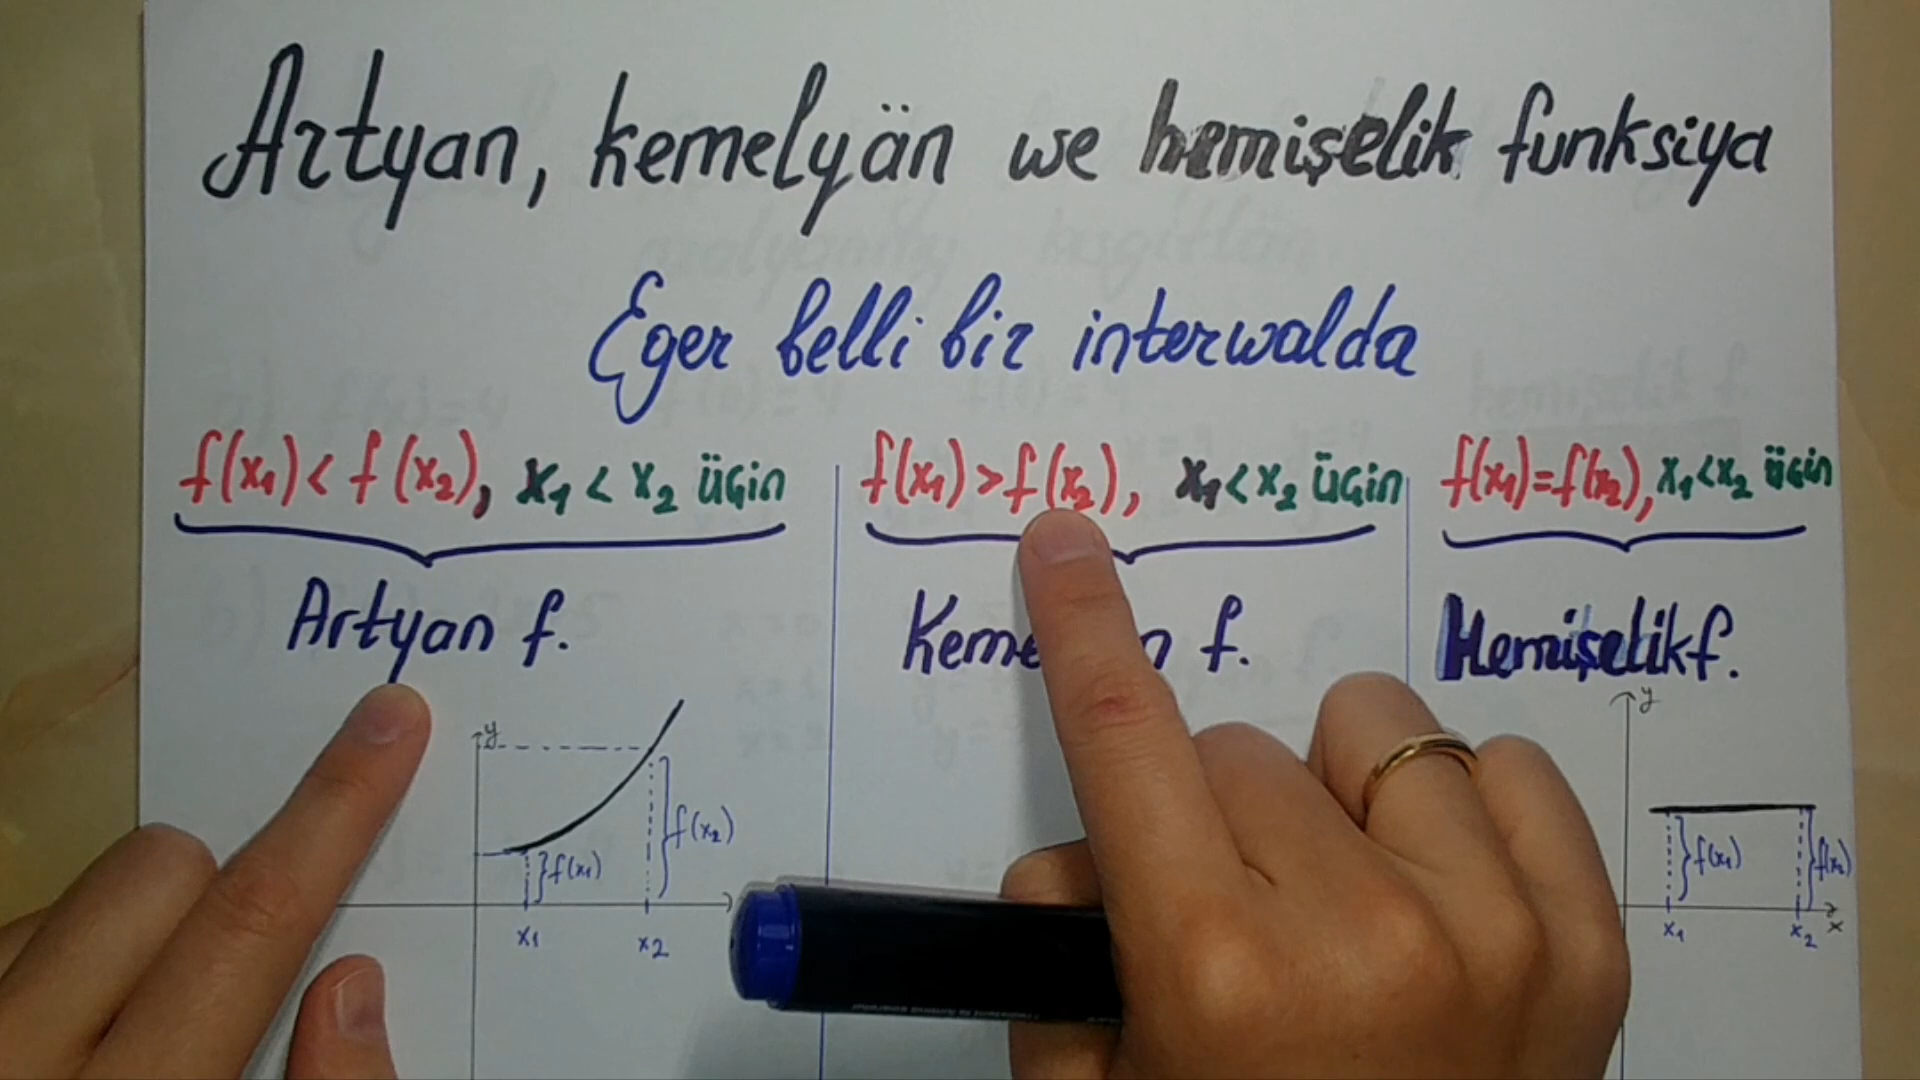 Artyan, kemelyän we hemişelik funksiya
Eger belli bir interwalda
f(x₁) < f(x₂), x₁ < x₂ üçin
Artyan f.
y
f(x₁)
f(x₂)
x₁
x₂
f(x₁) > f(x₂), x₁ < x₂ üçin
f.
f(x₁) = f(x₂), x₁ < x₂ üçin
Hemişelik f.
y
f(x₁)
f(x₂)
x₁
x₂
x